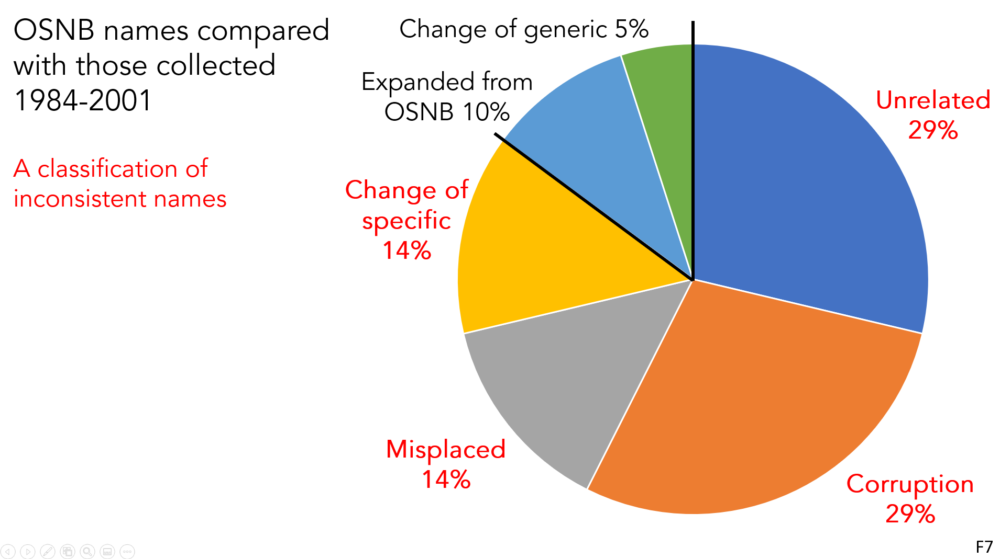 OSNB names compared
with those collected
1984-2001
A classification of
inconsistent names
Change of generic 5%
Expanded from
OSNB 10%
Change of
specific
14%
Misplaced
14%
Unrelated
29%
Corruption
29%
F7